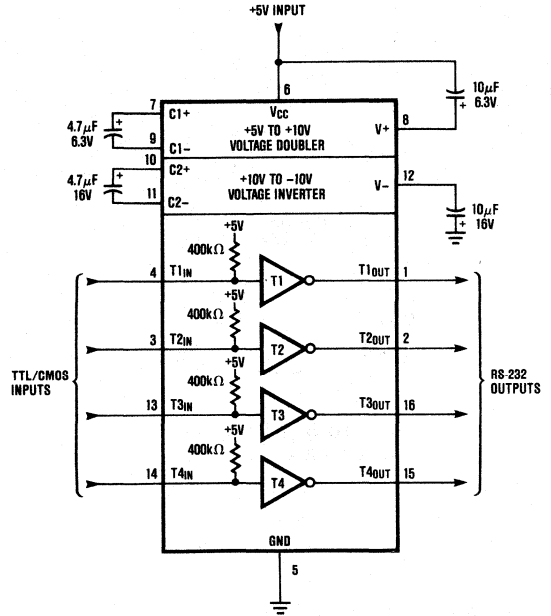 +5V INPUT
6
VCC
+5V TO +10V
VOLTAGE DOUBLER
7
C1+
+
4.7µF
6.3V
9
C1–
10µF
6.3V
+
8
V+
10
C2+
+
4.7µF
16V
11
C2–
+10V TO –10V
VOLTAGE INVERTER
V–
12
10µF
+
16V
TTL/CMOS
INPUTS
+5V
400kΩ
4
T1IN
T1
T1OUT
1
+5V
400kΩ
3
T2IN
T2
T2OUT
2
+5V
400kΩ
13
T3IN
T3
T3OUT
16
+5V
400kΩ
14
T4IN
T4
T4OUT
15
RS-232
OUTPUTS
GND
5